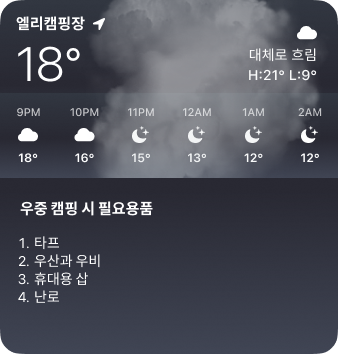 엘리캠핑장
18°
대체로 흐림
H:21° L:9°
9PM 10PM 11PM 12AM 1AM 2AM
18° 16° 15° 13° 12° 12°
우중 캠핑 시 필요용품
1. 타프
2. 우산과 우비
3. 휴대용 삽
4. 난로